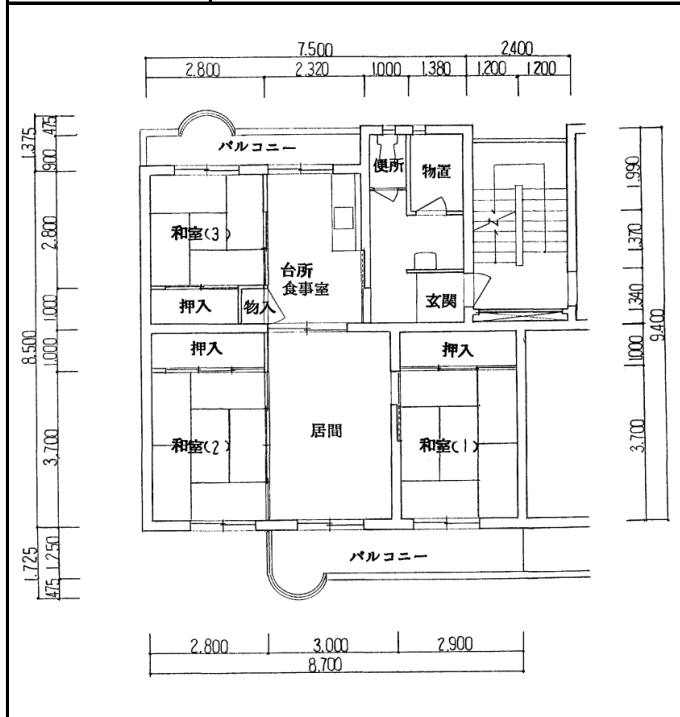 7.500
2.400
2.800
2.320
1.000
1.380
1.200
1.200
475
1.375
900
バルコニー
便所
物置
1.990
和室(3)
2.800
台所
食事室
1.370
押入
物入
玄関
1.000
1.340
8.500
9.400
押入
押入
1.000
1.000
和室(2)
居間
和室(1)
3.700
3.700
バルコニー
1.725
1.250
475
2.800
3.000
2.900
8.700